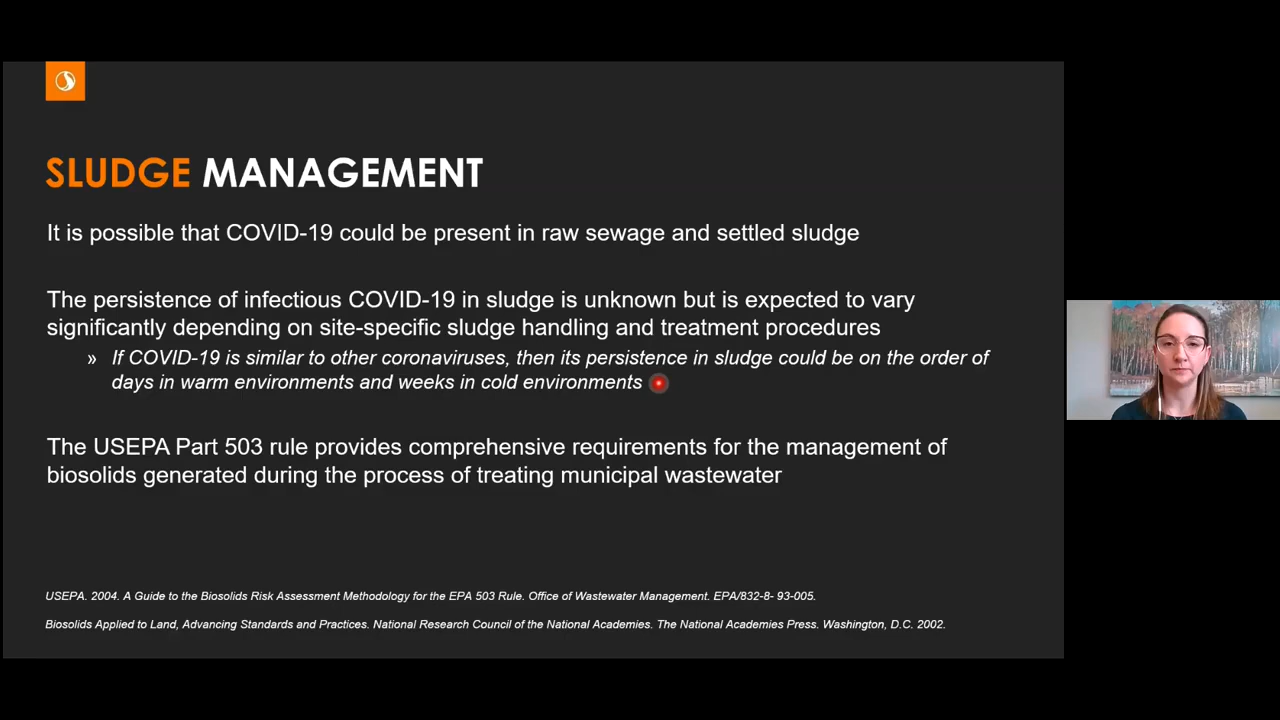 SLUDGE MANAGEMENT
It is possible that COVID-19 could be present in raw sewage and settled sludge
The persistence of infectious COVID-19 in sludge is unknown but is expected to vary
significantly depending on site-specific sludge handling and treatment procedures
» If COVID-19 is similar to other coronaviruses, then its persistence in sludge could be on the order of
days in warm environments and weeks in cold environments
The USEPA Part 503 rule provides comprehensive requirements for the management of
biosolids generated during the process of treating municipal wastewater
USEPA. 2004. A Guide to the Biosolids Risk Assessment Methodology for the EPA 503 Rule. Office of Wastewater Management. EPA/832-8- 93-005.
Biosolids Applied to Land, Advancing Standards and Practices. National Research Council of the National Academies. The National Academies Press. Washington, D.C. 2002.